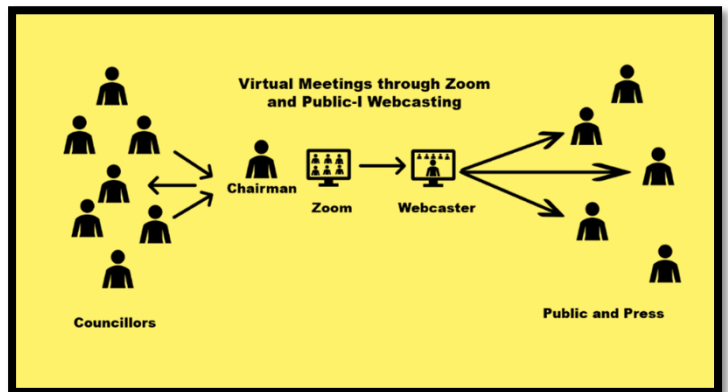 Virtual Meetings through Zoom
and Public-I Webcasting
Chairman
Zoom
Webcaster
Councillors
Public and Press